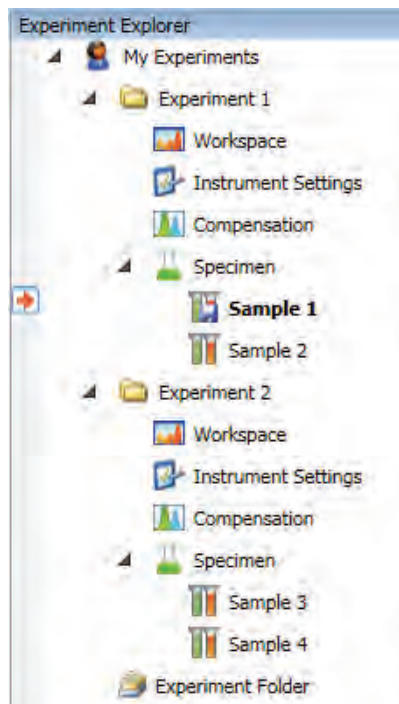 Experiment Explorer
My Experiments
Experiment 1
Workspace
Instrument Settings
Compensation
Specimen
Sample 1
Sample 2
Experiment 2
Workspace
Instrument Settings
Compensation
Specimen
Sample 3
Sample 4
Experiment Folder